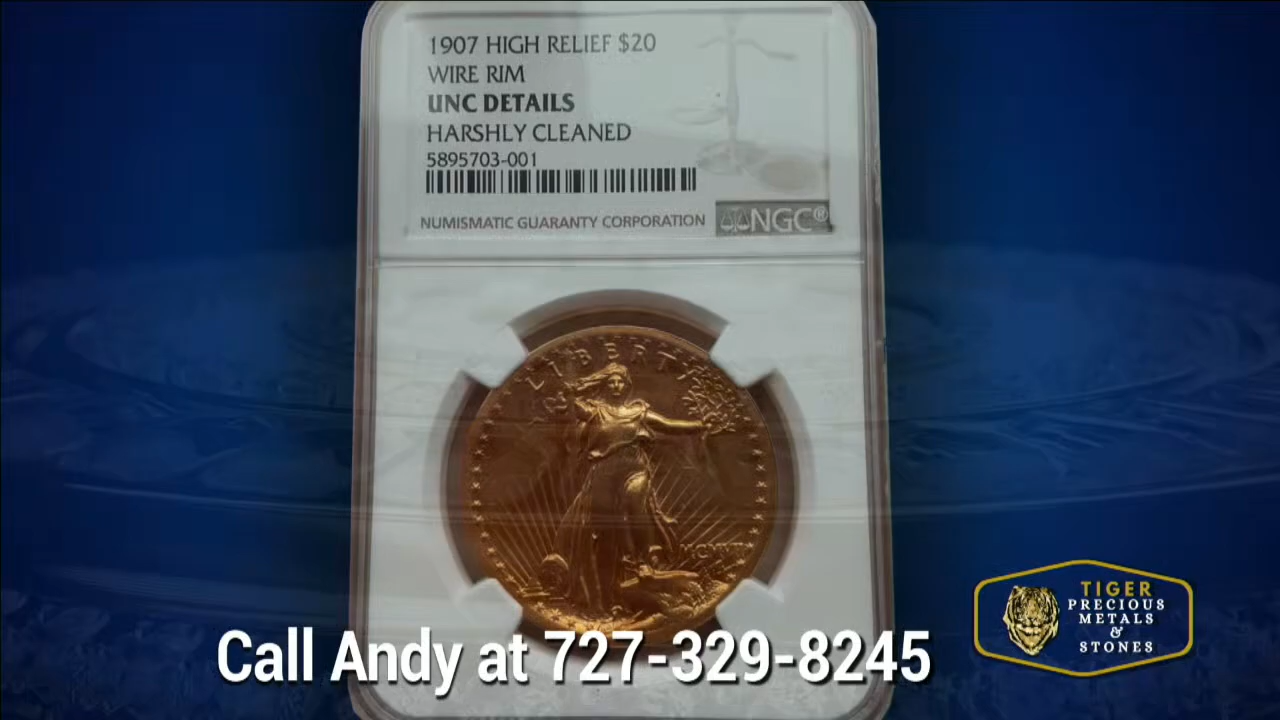 1907 HIGH RELIEF $20
WIRE RIM
UNC DETAILS
HARSHLY CLEANED
5895703-001
NUMISMATIC GUARANTY CORPORATION
NGC®
LIBERTY
Call Andy at 727-329-8245
TIGER
PRECIOUS
METALS
&
STONES